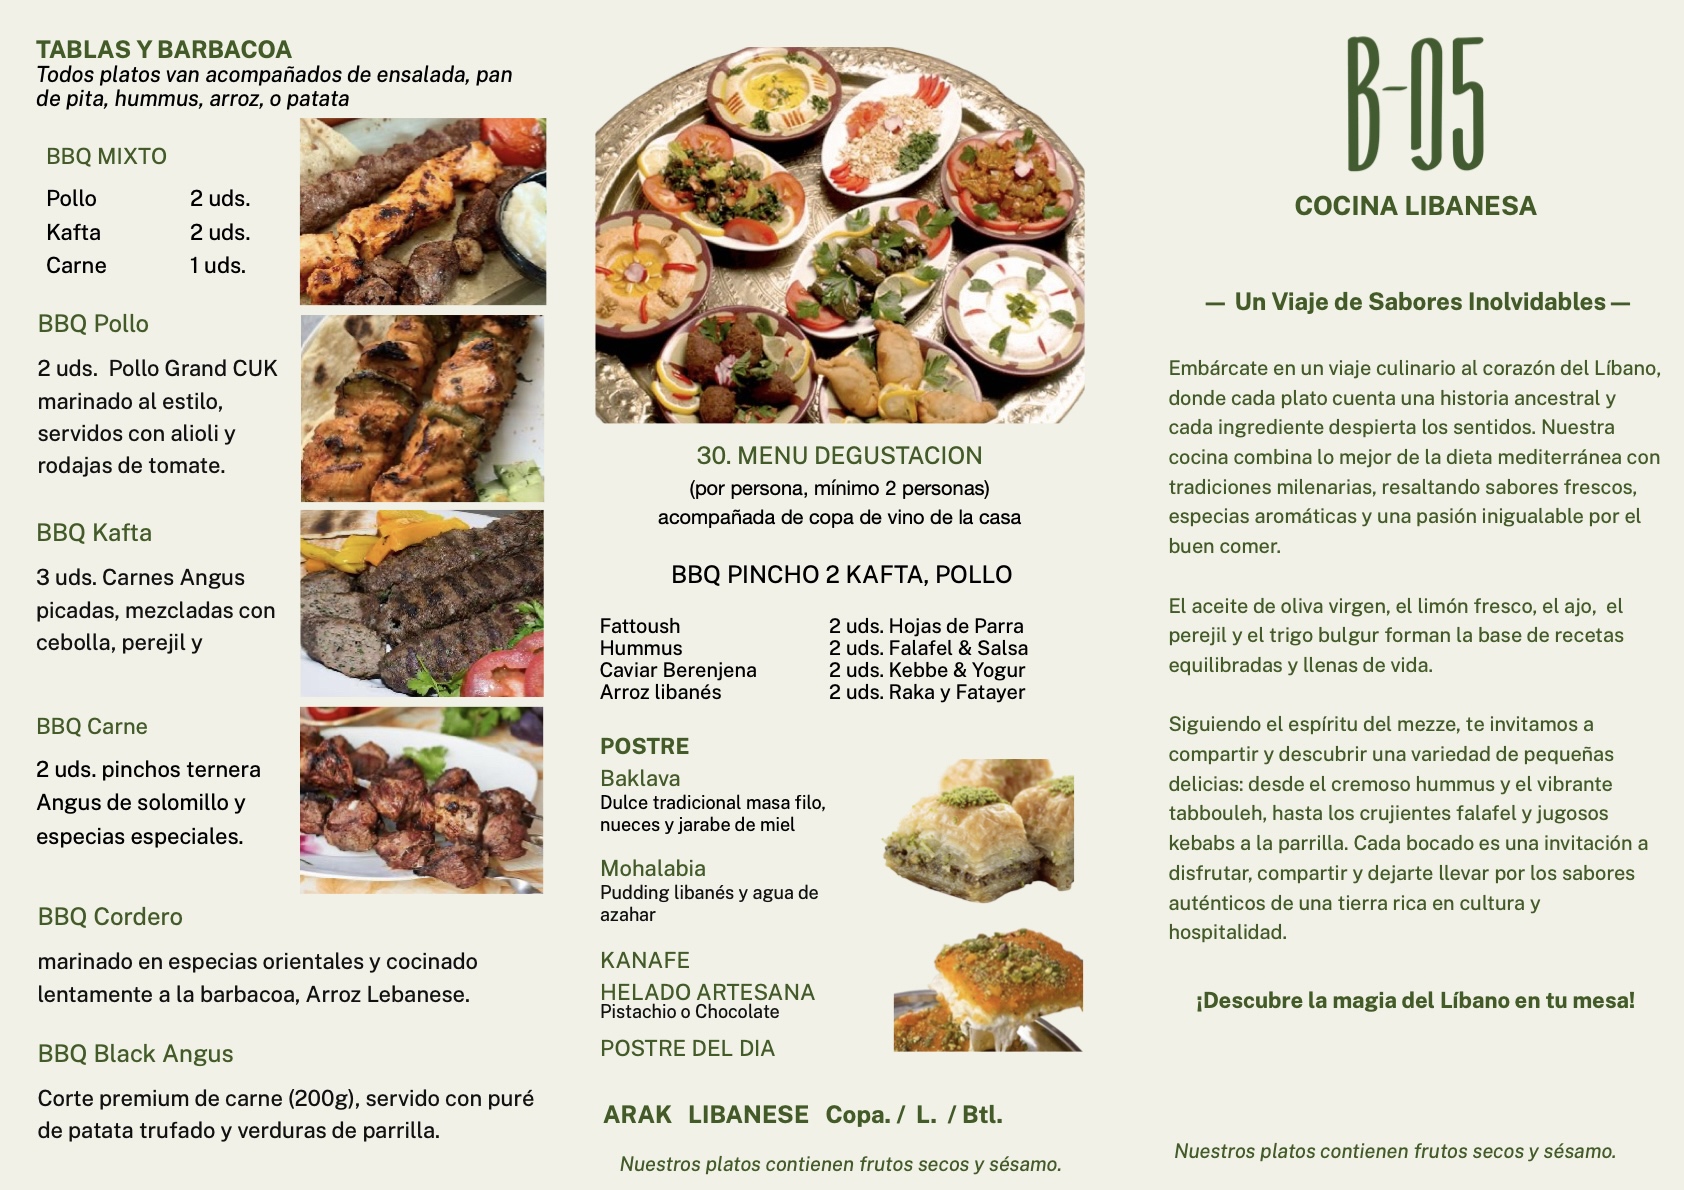 TABLAS Y BARBACOA
Todos platos van acompañados de ensalada, pan
de pita, hummus, arroz, o patata
BBQ MIXTO
Pollo 2 uds.
Kafta 2 uds.
Carne 1 uds.
BBQ Pollo
2 uds. Pollo Grand CUK
marinado al estilo,
servidos con alioli y
rodajas de tomate.
BBQ Kafta
3 uds. Carnes Angus
picadas, mezcladas con
cebolla, perejil y
BBQ Carne
2 uds. pinchos ternera
Angus de solomillo y
especias especiales.
BBQ Cordero
marinado en especias orientales y cocinado
lentamente a la barbacoa, Arroz Lebanese.
BBQ Black Angus
Corte premium de carne (200g), servido con puré
de patata trufado y verduras de parrilla.
30. MENU DEGUSTACION
(por persona, mínimo 2 personas)
acompañada de copa de vino de la casa
BBQ PINCHO 2 KAFTA, POLLO
Fattoush 2 uds. Hojas de Parra
Hummus 2 uds. Falafel & Salsa
Caviar Berenjena 2 uds. Kebbe & Yogur
Arroz libanés 2 uds. Raka y Fatayer
POSTRE
Baklava
Dulce tradicional masa filo,
nueces y jarabe de miel
Mohalabia
Pudding libanés y agua de
azahar
KANAFE
HELADO ARTESANA
Pistachio o Chocolate
POSTRE DEL DIA
ARAK LIBANESE Copa. / L. / Btl.
Nuestros platos contienen frutos secos y sésamo.
B-05
COCINA LIBANESA
— Un Viaje de Sabores Inolvidables —
Embárcate en un viaje culinario al corazón del Líbano,
donde cada plato cuenta una historia ancestral y
cada ingrediente despierta los sentidos. Nuestra
cocina combina lo mejor de la dieta mediterránea con
tradiciones milenarias, resaltando sabores frescos,
especias aromáticas y una pasión inigualable por el
buen comer.
El aceite de oliva virgen, el limón fresco, el ajo, el
perejil y el trigo bulgur forman la base de recetas
equilibradas y llenas de vida.
Siguiendo el espíritu del mezze, te invitamos a
compartir y descubrir una variedad de pequeñas
delicias: desde el cremoso hummus y el vibrante
tabbouleh, hasta los crujientes falafel y jugosos
kebabs a la parrilla. Cada bocado es una invitación a
disfrutar, compartir y dejarte llevar por los sabores
auténticos de una tierra rica en cultura y
hospitalidad.
¡Descubre la magia del Líbano en tu mesa!
Nuestros platos contienen frutos secos y sésamo.